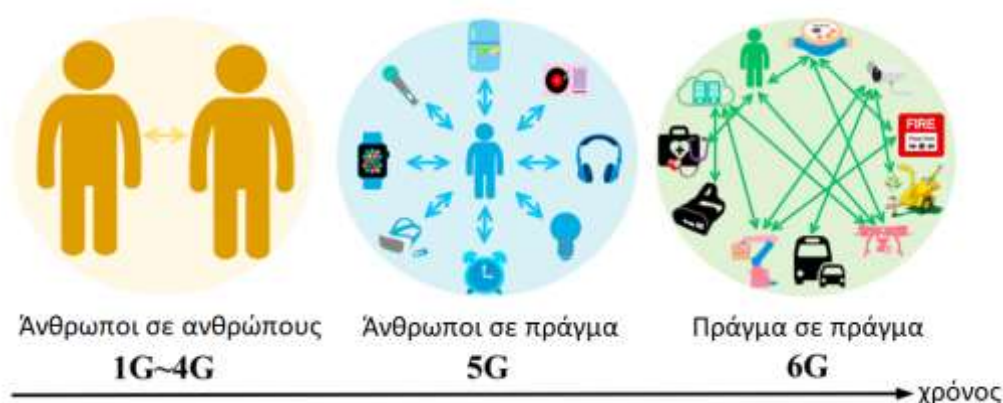 FIRE
Άνθρωποι σε ανθρώπους
Άνθρωποι σε πράγμα
Πράγμα σε πράγμα
1G~4G
5G
6G
χρόνος